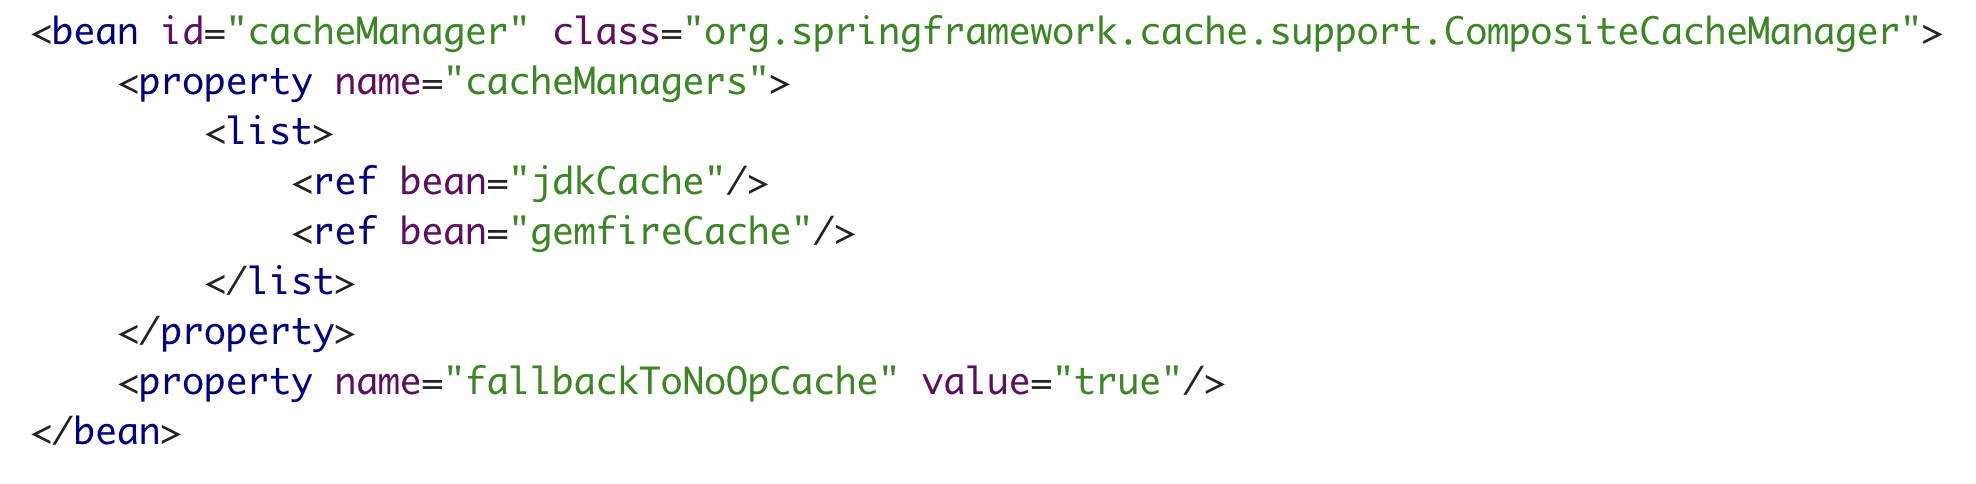 <bean id="cacheManager" class="org.springframework.cache.support.CompositeCacheManager">
    <property name="cacheManagers">
        <list>
            <ref bean="jdkCache"/>
            <ref bean="gemfireCache"/>
        </list>
    </property>
    <property name="fallbackToNoOpCache" value="true"/>
</bean>